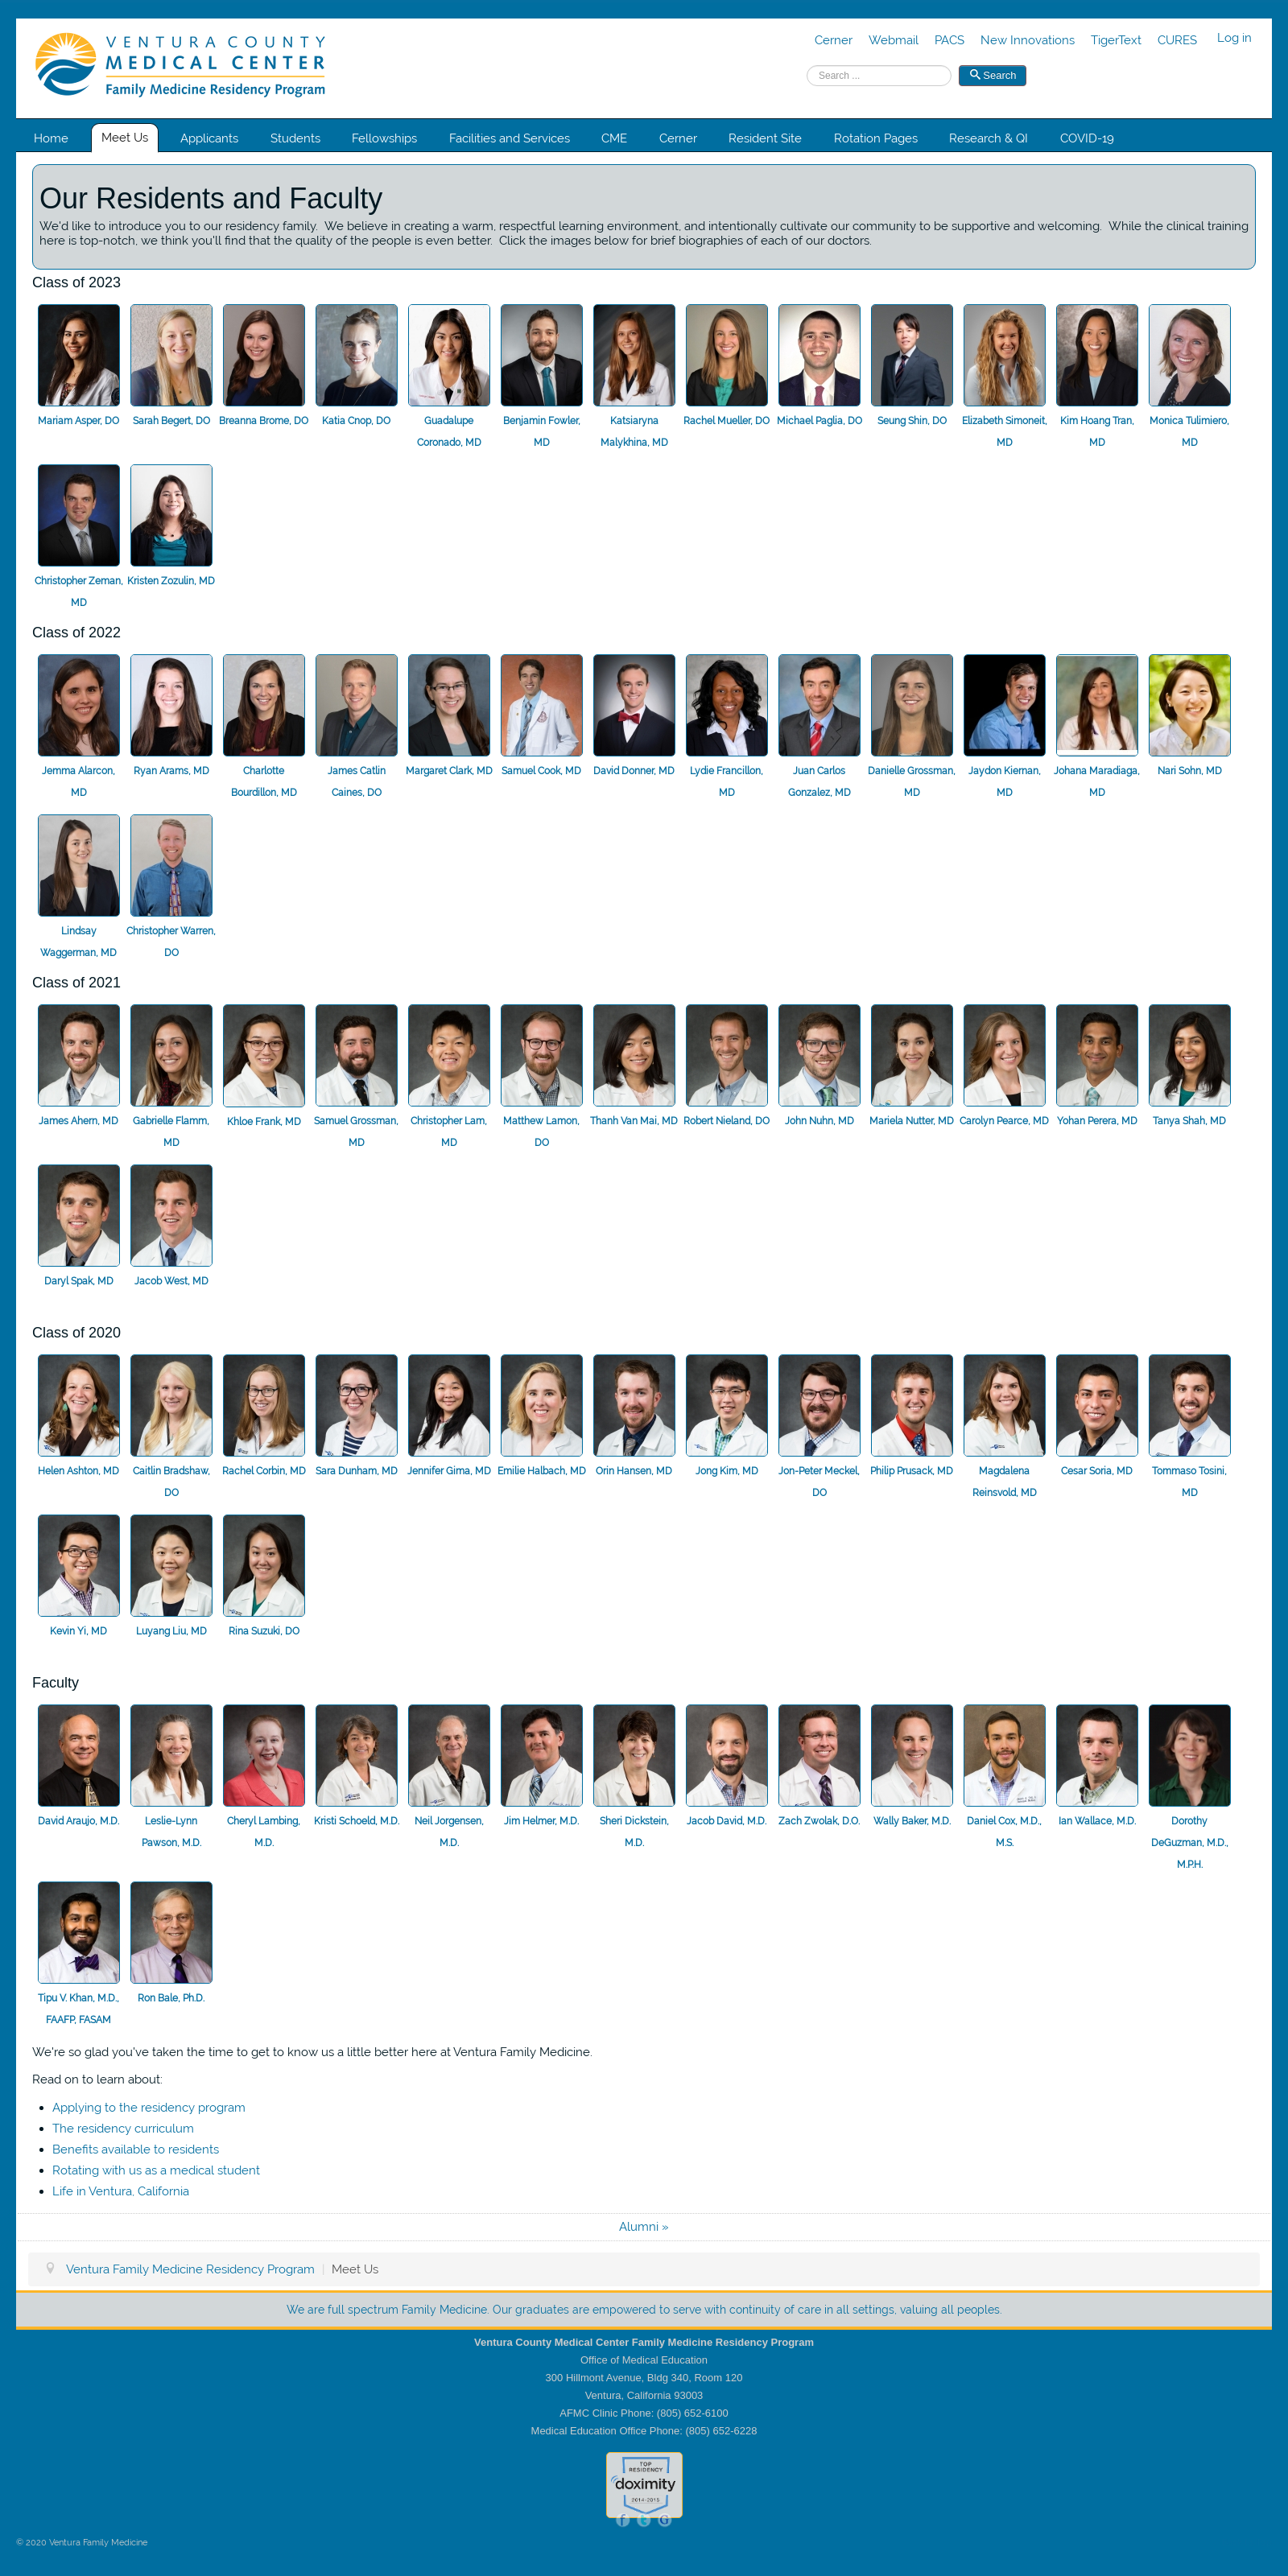 VENTURA COUNTY
MEDICAL CENTER
Family Medicine Residency Program
Cerner Webmail PACS New Innovations TigerText CURES Log in
Search ... Search
Home Meet Us Applicants Students Fellowships Facilities and Services CME Cerner Resident Site Rotation Pages Research & QI COVID-19
Our Residents and Faculty
We'd like to introduce you to our residency family. We believe in creating a warm, respectful learning environment, and intentionally cultivate our community to be supportive and welcoming. While the clinical training
here is top-notch, we think you'll find that the quality of the people is even better. Click the images below for brief biographies of each of our doctors.
Class of 2023
Mariam Asper, DO Sarah Begert, DO Breanna Brome, DO Katia Cnop, DO Guadalupe Benjamin Fowler, Katsiaryna Rachel Mueller, DO Michael Paglia, DO Seung Shin, DO Elizabeth Simoneit, Kim Hoang Tran, Monica Tulimiero,
Coronado, MD MD Malykhina, MD MD MD MD
Christopher Zeman, Kristen Zozulin, MD
MD
Class of 2022
Jemma Alarcon, Ryan Arams, MD Charlotte James Catlin Margaret Clark, MD Samuel Cook, MD David Donner, MD Lydie Francillon, Juan Carlos Danielle Grossman, Jaydon Kiernan, Johana Maradiaga, Nari Sohn, MD
MD Bourdillon, MD Caines, DO MD Gonzalez, MD MD MD MD
Lindsay Christopher Warren,
Waggerman, MD DO
Class of 2021
James Ahern, MD Gabrielle Flamm, Khloe Frank, MD Samuel Grossman, Christopher Lam, Matthew Lamon, Thanh Van Mai, MD Robert Nieland, DO John Nuhn, MD Mariela Nutter, MD Carolyn Pearce, MD Yohan Perera, MD Tanya Shah, MD
MD MD MD DO
Daryl Spak, MD Jacob West, MD
Class of 2020
Helen Ashton, MD Caitlin Bradshaw, Rachel Corbin, MD Sara Dunham, MD Jennifer Gima, MD Emilie Halbach, MD Orin Hansen, MD Jong Kim, MD Jon-Peter Meckel, Philip Prusack, MD Magdalena Cesar Soria, MD Tommaso Tosini,
DO DO Reinsvold, MD MD
Kevin Yi, MD Luyang Liu, MD Rina Suzuki, DO
Faculty
David Araujo, M.D. Leslie-Lynn Cheryl Lambing, Kristi Schoeld, M.D. Neil Jorgensen, Jim Helmer, M.D. Sheri Dickstein, Jacob David, M.D. Zach Zwolak, D.O. Wally Baker, M.D. Daniel Cox, M.D., Ian Wallace, M.D. Dorothy
Pawson, M.D. M.D. M.D. M.D. M.S. DeGuzman, M.D.,
M.P.H.
Tipu V. Khan, M.D., Ron Bale, Ph.D.
FAAFP, FASAM
We're so glad you've taken the time to get to know us a little better here at Ventura Family Medicine.
Read on to learn about:
Applying to the residency program
The residency curriculum
Benefits available to residents
Rotating with us as a medical student
Life in Ventura, California
Alumni »
Ventura Family Medicine Residency Program | Meet Us
We are full spectrum Family Medicine. Our graduates are empowered to serve with continuity of care in all settings, valuing all peoples.
Ventura County Medical Center Family Medicine Residency Program
Office of Medical Education
300 Hillmont Avenue, Bldg 340, Room 120
Ventura, California 93003
AFMC Clinic Phone: (805) 652-6100
Medical Education Office Phone: (805) 652-6228
TOP
RESIDENCY
doximity
f t G
© 2020 Ventura Family Medicine